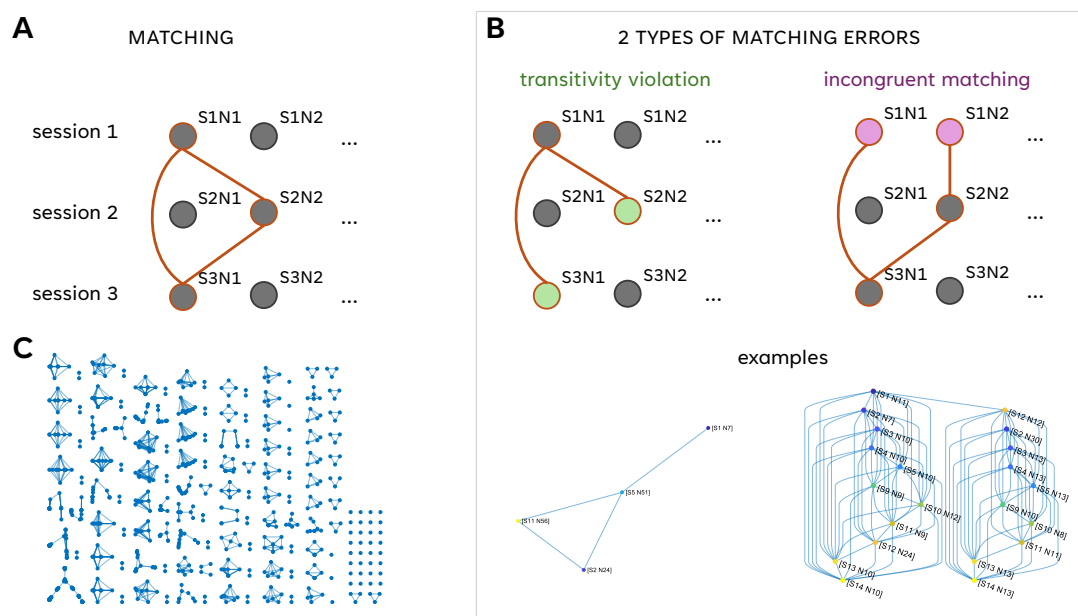 A
MATCHING
session 1
S1N1
S1N2
...
session 2
S2N1
S2N2
...
session 3
S3N1
S3N2
...
B
2 TYPES OF MATCHING ERRORS
transitivity violation
incongruent matching
S1N1
S1N2
...
S2N1
S2N2
...
S3N1
S3N2
...
S1N1
S1N2
...
S2N1
S2N2
...
S3N1
S3N2
...
examples
[S1 N7]
[S5 N51]
[S11 N56]
[S2 N24]
[S1 N11]
[S2 N7]
[S3 N10]
[S4 N10]
[S5 N10]
[S9 N9]
[S10 N12]
[S11 N9]
[S12 N24]
[S13 N10]
[S14 N10]
[S12 N12]
[S2 N30]
[S3 N13]
[S4 N13]
[S5 N13]
[S9 N10]
[S10 N8]
[S11 N11]
[S13 N13]
[S14 N13]
C